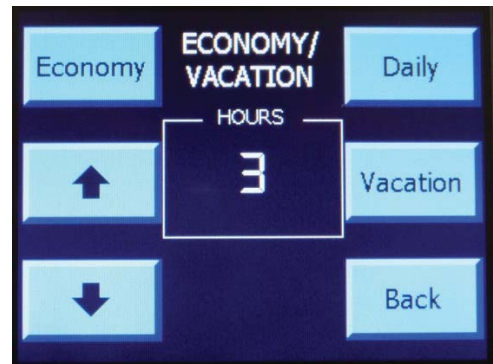 Economy
ECONOMY/
VACATION
Daily
HOURS
3
Vacation
Back